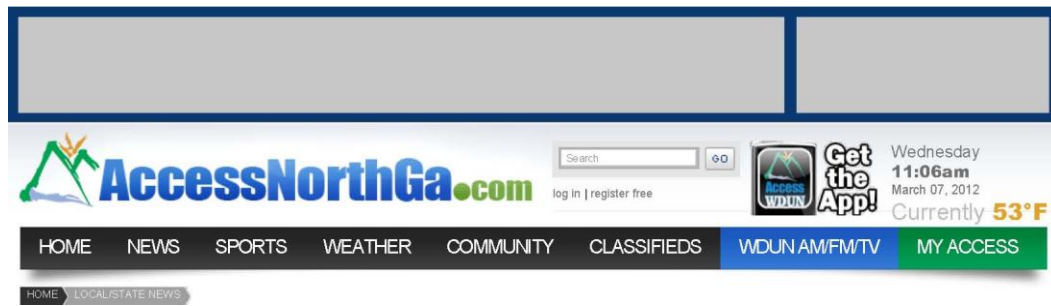 AccessNorthGa.com
Search GO
log in | register free
Access
WDUN
Get
the
App!
Wednesday
11:06am
March 07, 2012
Currently 53°F
HOME NEWS SPORTS WEATHER COMMUNITY CLASSIFIEDS WDUN AM/FM/TV MY ACCESS
HOME LOCAL/STATE NEWS